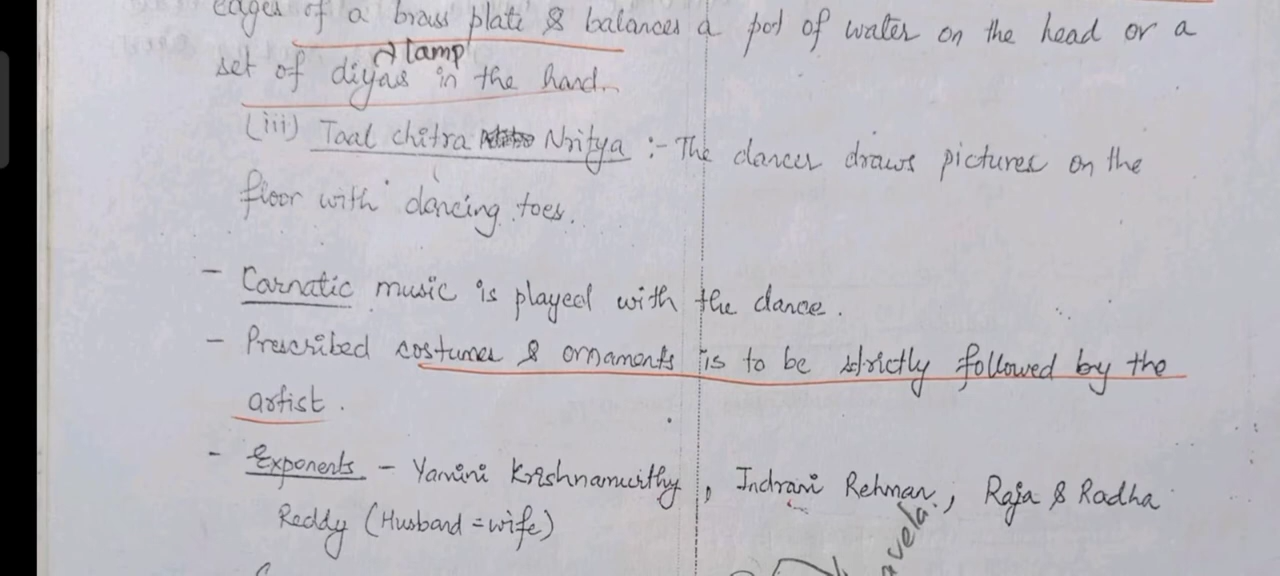 edges of a brass plate & balances a pot of water on the head or a
lamp
set of diyas in the hand.
(iii) Taal chitra Nritya :- The dancer draws pictures on the
floor with dancing toes.
- Carnatic music is played with the dance.
- Prescribed costumes & ornaments is to be strictly followed by the
artist.
- Exponents - Yamini Krishnamurthy, Indrani Rehman, Raja & Radha
Reddy (Husband = wife)